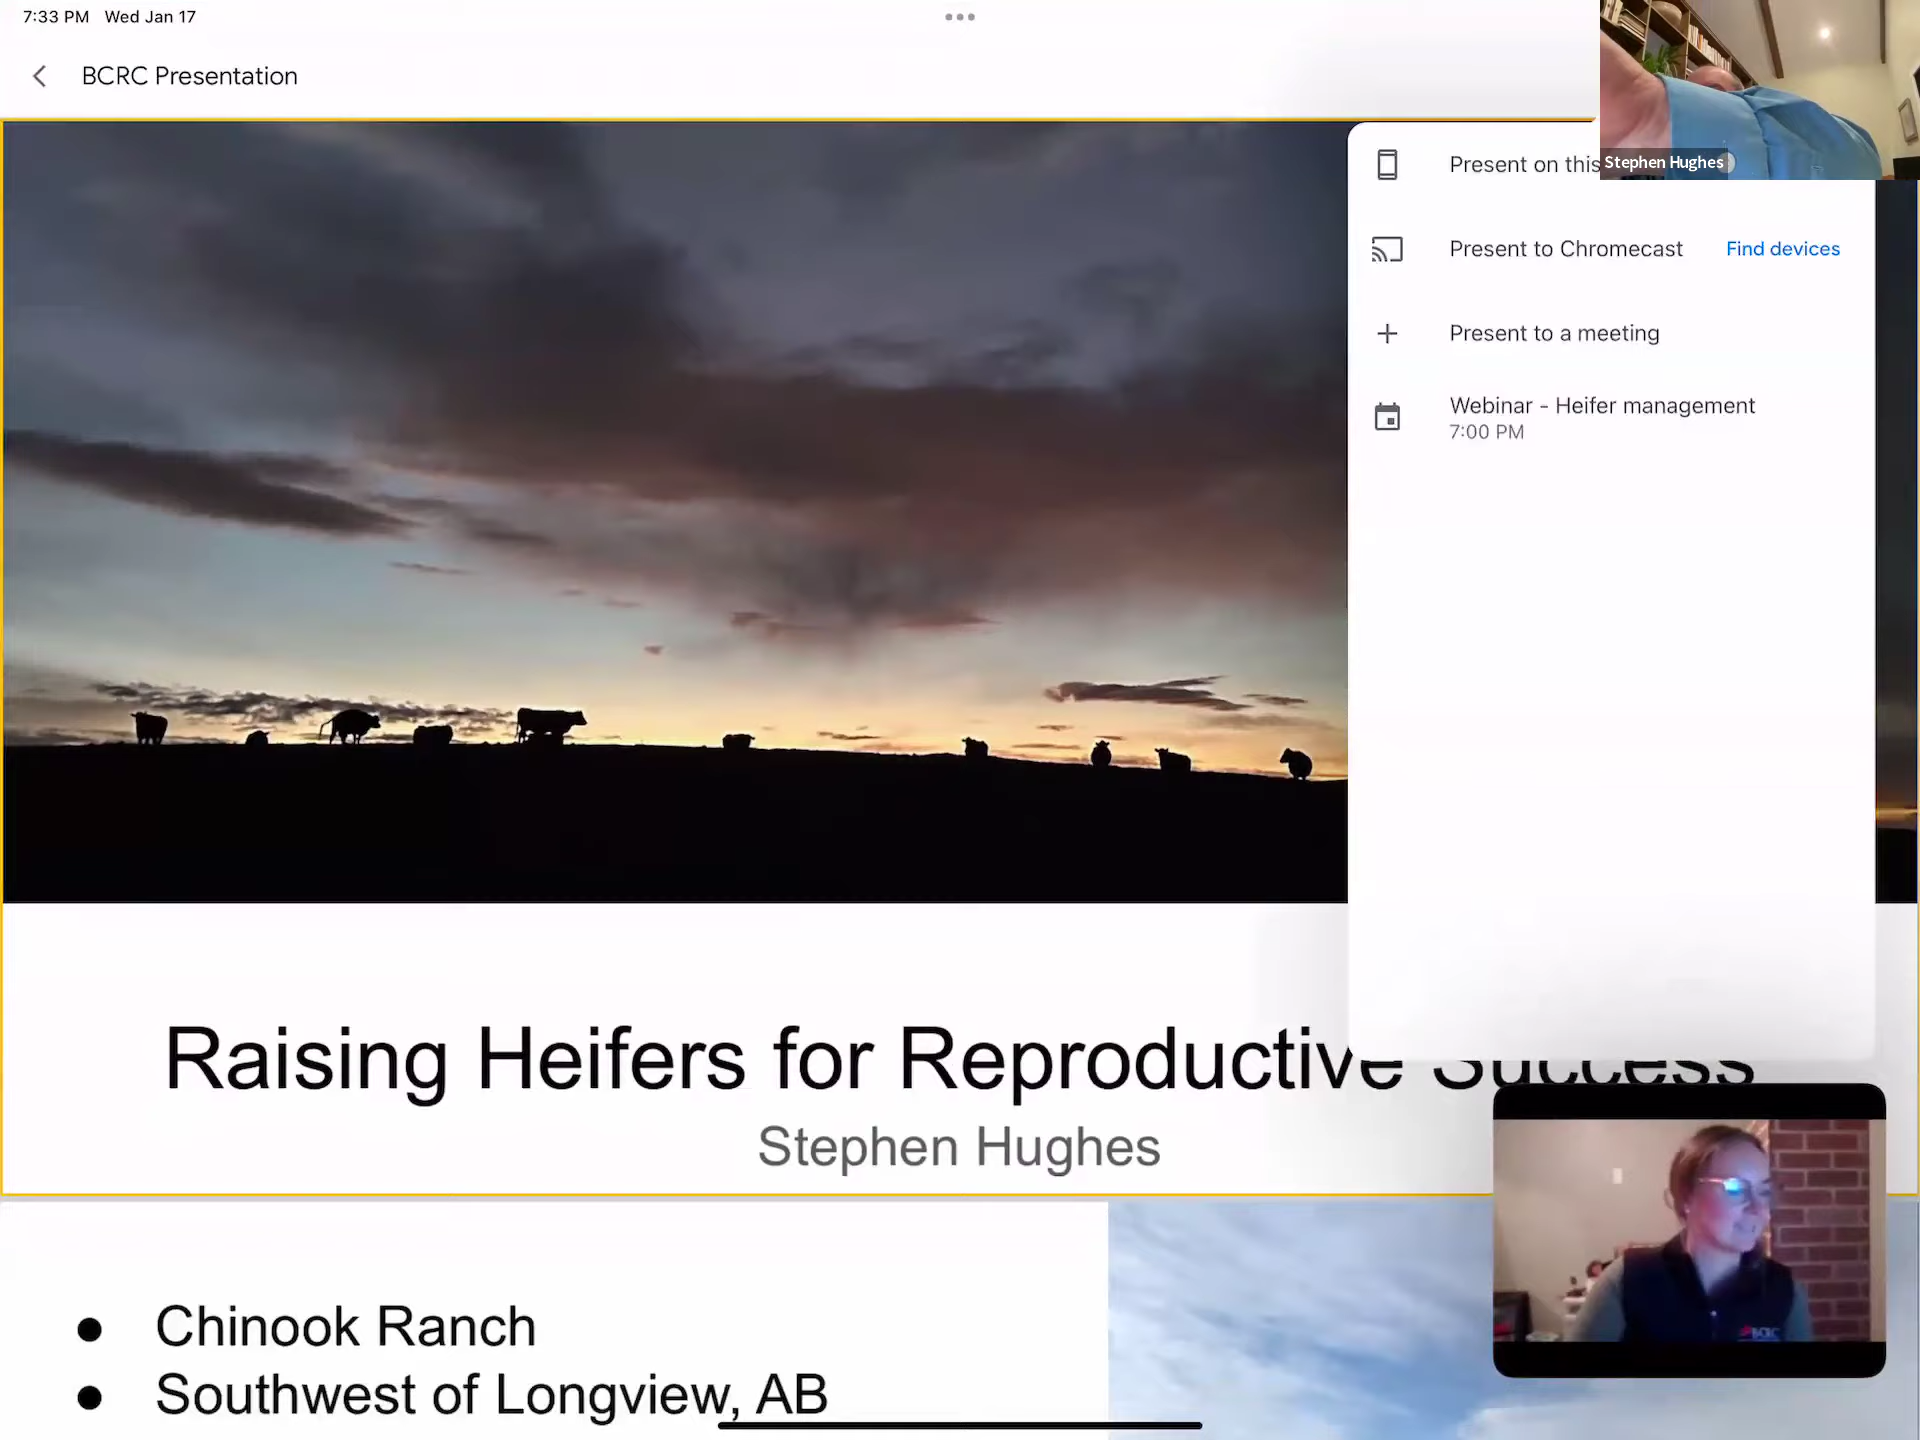 7:33 PM Wed Jan 17
BCRC Presentation
Present on this
Stephen Hughes
Present to Chromecast Find devices
Present to a meeting
Webinar - Heifer management
7:00 PM
Raising Heifers for Reproductive Success
Stephen Hughes
BCRC
● Chinook Ranch
● Southwest of Longview, AB